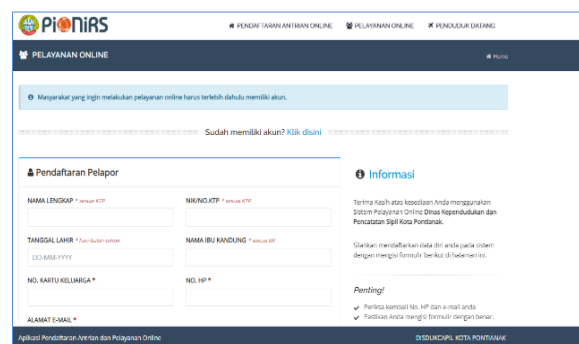 PiONiRS
PENDAFTARAN ANTRIAN ONLINE PELAYANAN ONLINE PENDUDUK DATANG
PELAYANAN ONLINE
Home
Masyarakat yang ingin melakukan pelayanan online harus terlebih dahulu memiliki akun.
Sudah memiliki akun? Klik disini
Pendaftaran Pelapor
NAMA LENGKAP * sesuai KTP
NIK/NO.KTP * sesuai KTP
TANGGAL LAHIR * hari-bulan-tahun
NAMA IBU KANDUNG * sesuai KK
DD-MM-YYYY
NO. KARTU KELUARGA *
NO. HP *
ALAMAT E-MAIL *
Informasi
Terima Kasih atas kesediaan Anda menggunakan
Sistem Pelayanan Online Dinas Kependudukan dan
Pencatatan Sipil Kota Pontianak.
Silahkan mendaftarkan data diri anda pada sistem
dengan mengisi formulir berikut di halaman ini.
Penting!
Periksa kembali No. HP dan e-mail anda
Pastikan Anda mengisi formulir dengan benar.
Aplikasi Pendaftaran Antrian dan Pelayanan Online
DISDUKCAPIL KOTA PONTIANAK